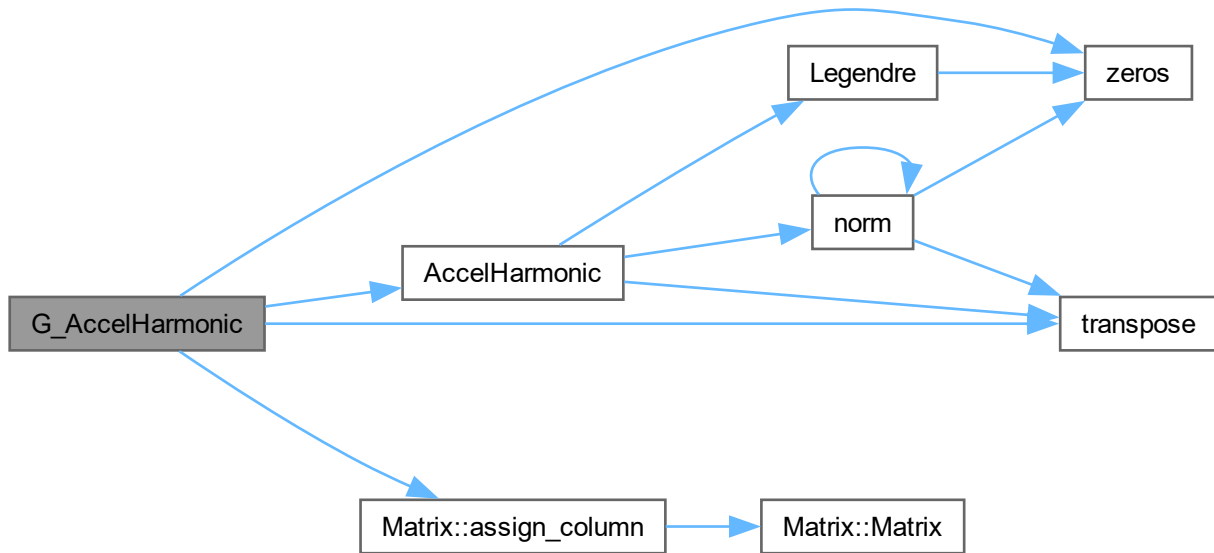 Legendre
zeros
norm
AccelHarmonic
G_AccelHarmonic
transpose
Matrix::assign_column
Matrix::Matrix